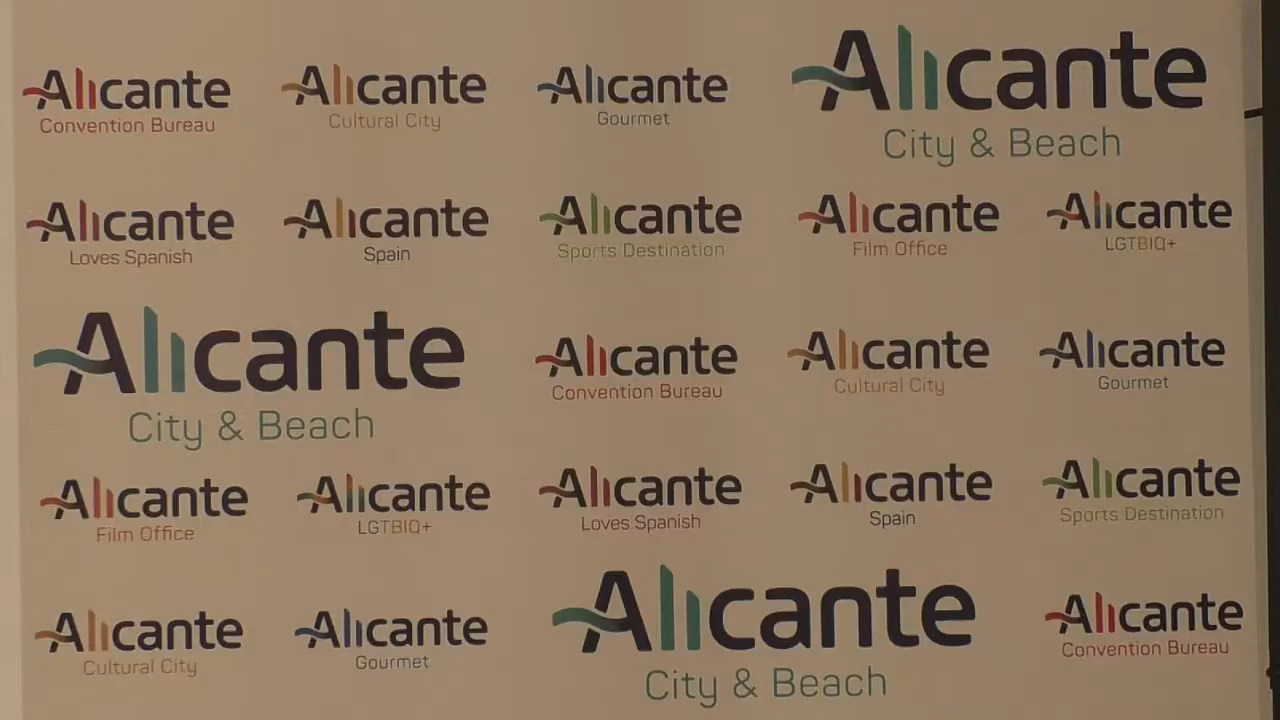 Alicante
Convention Bureau
Alicante
Cultural City
Alicante
Gourmet
Alicante
City & Beach
Alicante
Loves Spanish
Alicante
Spain
Alicante
Sports Destination
Alicante
Film Office
Alicante
LGTBIQ+
Alicante
City & Beach
Alicante
Convention Bureau
Alicante
Cultural City
Alicante
Gourmet
Alicante
Film Office
Alicante
LGTBIQ+
Alicante
Loves Spanish
Alicante
Spain
Alicante
Sports Destination
Alicante
Cultural City
Alicante
Gourmet
Alicante
City & Beach
Alicante
Convention Bureau